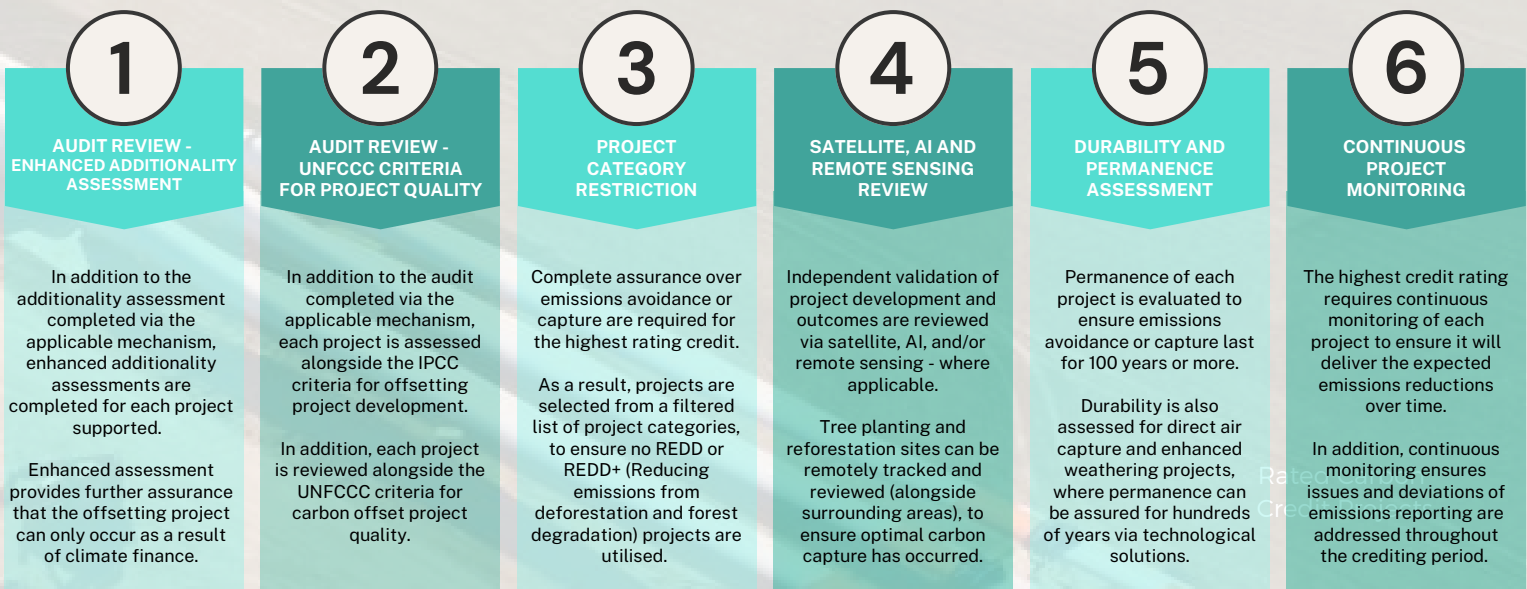 1
AUDIT REVIEW -
ENHANCED ADDITIONALITY
ASSESSMENT
In addition to the
additionality assessment
completed via the
applicable mechanism,
enhanced additionality
assessments are
completed for each project
supported.
Enhanced assessment
provides further assurance
that the offsetting project
can only occur as a result
of climate finance.
2
AUDIT REVIEW -
UNFCCC CRITERIA
FOR PROJECT QUALITY
In addition to the audit
completed via the
applicable mechanism,
each project is assessed
alongside the IPCC
criteria for offsetting
project development.
In addition, each project
is reviewed alongside the
UNFCCC criteria for
carbon offset project
quality.
3
PROJECT
CATEGORY
RESTRICTION
Complete assurance over
emissions avoidance or
capture are required for
the highest rating credit.
As a result, projects are
selected from a filtered
list of project categories,
to ensure no REDD or
REDD+ (Reducing
emissions from
deforestation and forest
degradation) projects are
utilised.
4
SATELLITE, AI AND
REMOTE SENSING
REVIEW
Independent validation of
project development and
outcomes are reviewed
via satellite, AI, and/or
remote sensing - where
applicable.
Tree planting and
reforestation sites can be
remotely tracked and
reviewed (alongside
surrounding areas), to
ensure optimal carbon
capture has occurred.
5
DURABILITY AND
PERMANENCE
ASSESSMENT
Permanence of each
project is evaluated to
ensure emissions
avoidance or capture last
for 100 years or more.
Durability is also
assessed for direct air
capture and enhanced
weathering projects,
where permanence can
be assured for hundreds
of years via technological
solutions.
6
CONTINUOUS
PROJECT
MONITORING
The highest credit rating
requires continuous
monitoring of each
project to ensure it will
deliver the expected
emissions reductions
over time.
In addition, continuous
monitoring ensures
issues and deviations of
emissions reporting are
addressed throughout
the crediting period.
Rated Carbon
Credit Projects